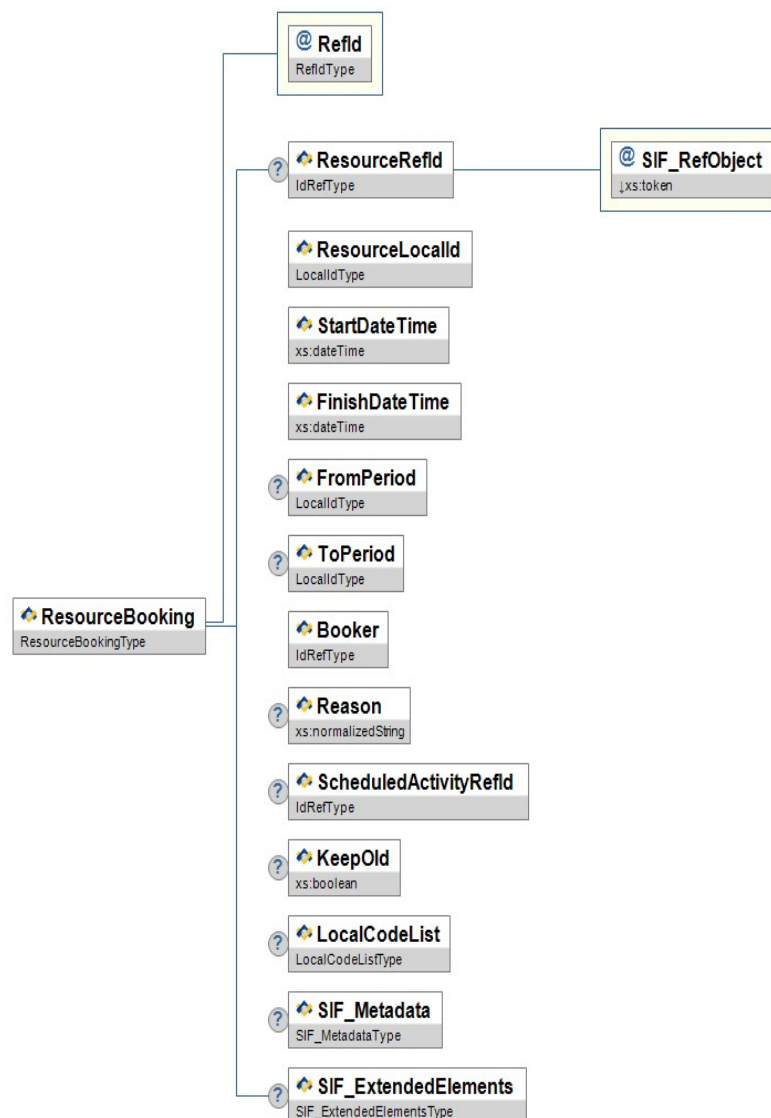 @ RefId
RefIdType
? ResourceRefId
IdRefType
@ SIF_RefObject
↓xs:token
ResourceLocalId
LocalIdType
StartDateTime
xs:dateTime
FinishDateTime
xs:dateTime
? FromPeriod
LocalIdType
? ToPeriod
LocalIdType
ResourceBooking
ResourceBookingType
Booker
IdRefType
? Reason
xs:normalizedString
? ScheduledActivityRefId
IdRefType
? KeepOld
xs:boolean
? LocalCodeList
LocalCodeListType
? SIF_Metadata
SIF_MetadataType
? SIF_ExtendedElements
SIF_ExtendedElementsType